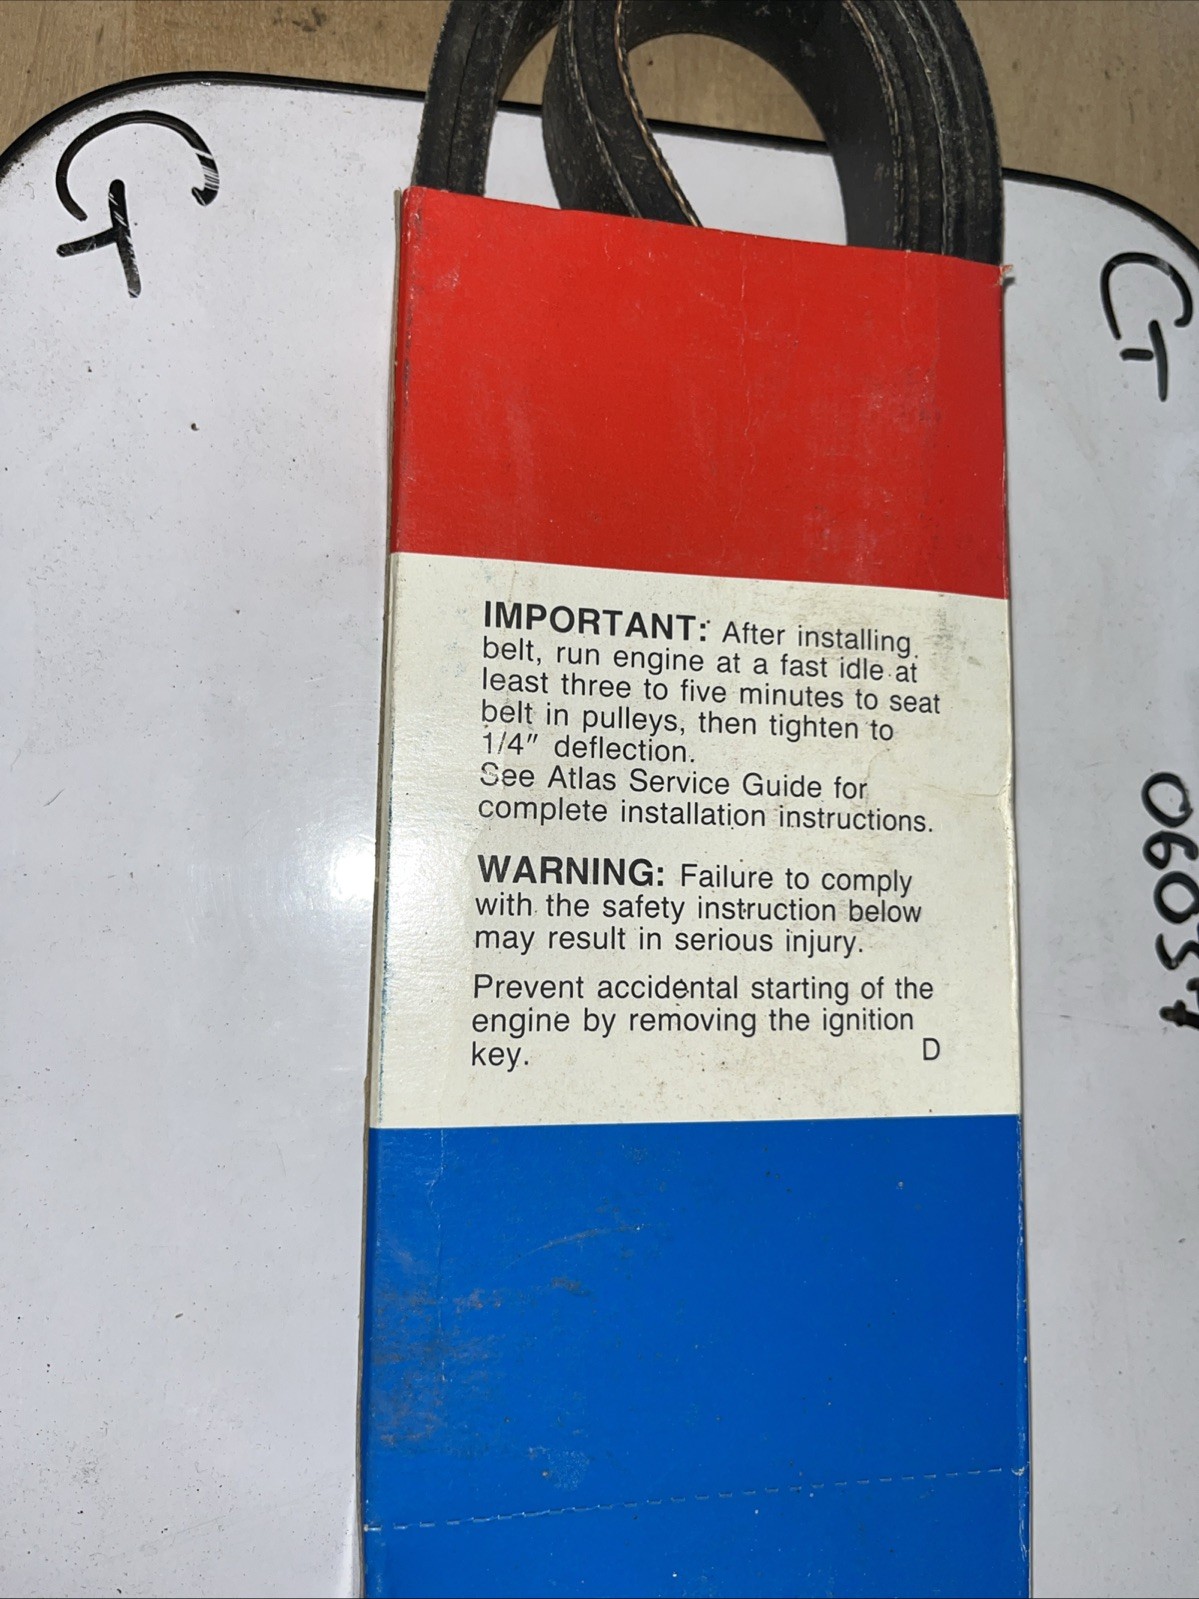 CT
CT
IMPORTANT: After installing
belt, run engine at a fast idle at
least three to five minutes to seat
belt in pulleys, then tighten to
1/4" deflection.
See Atlas Service Guide for
complete installation instructions.
WARNING: Failure to comply
with the safety instruction below
may result in serious injury.
Prevent accidental starting of the
engine by removing the ignition
key.
D